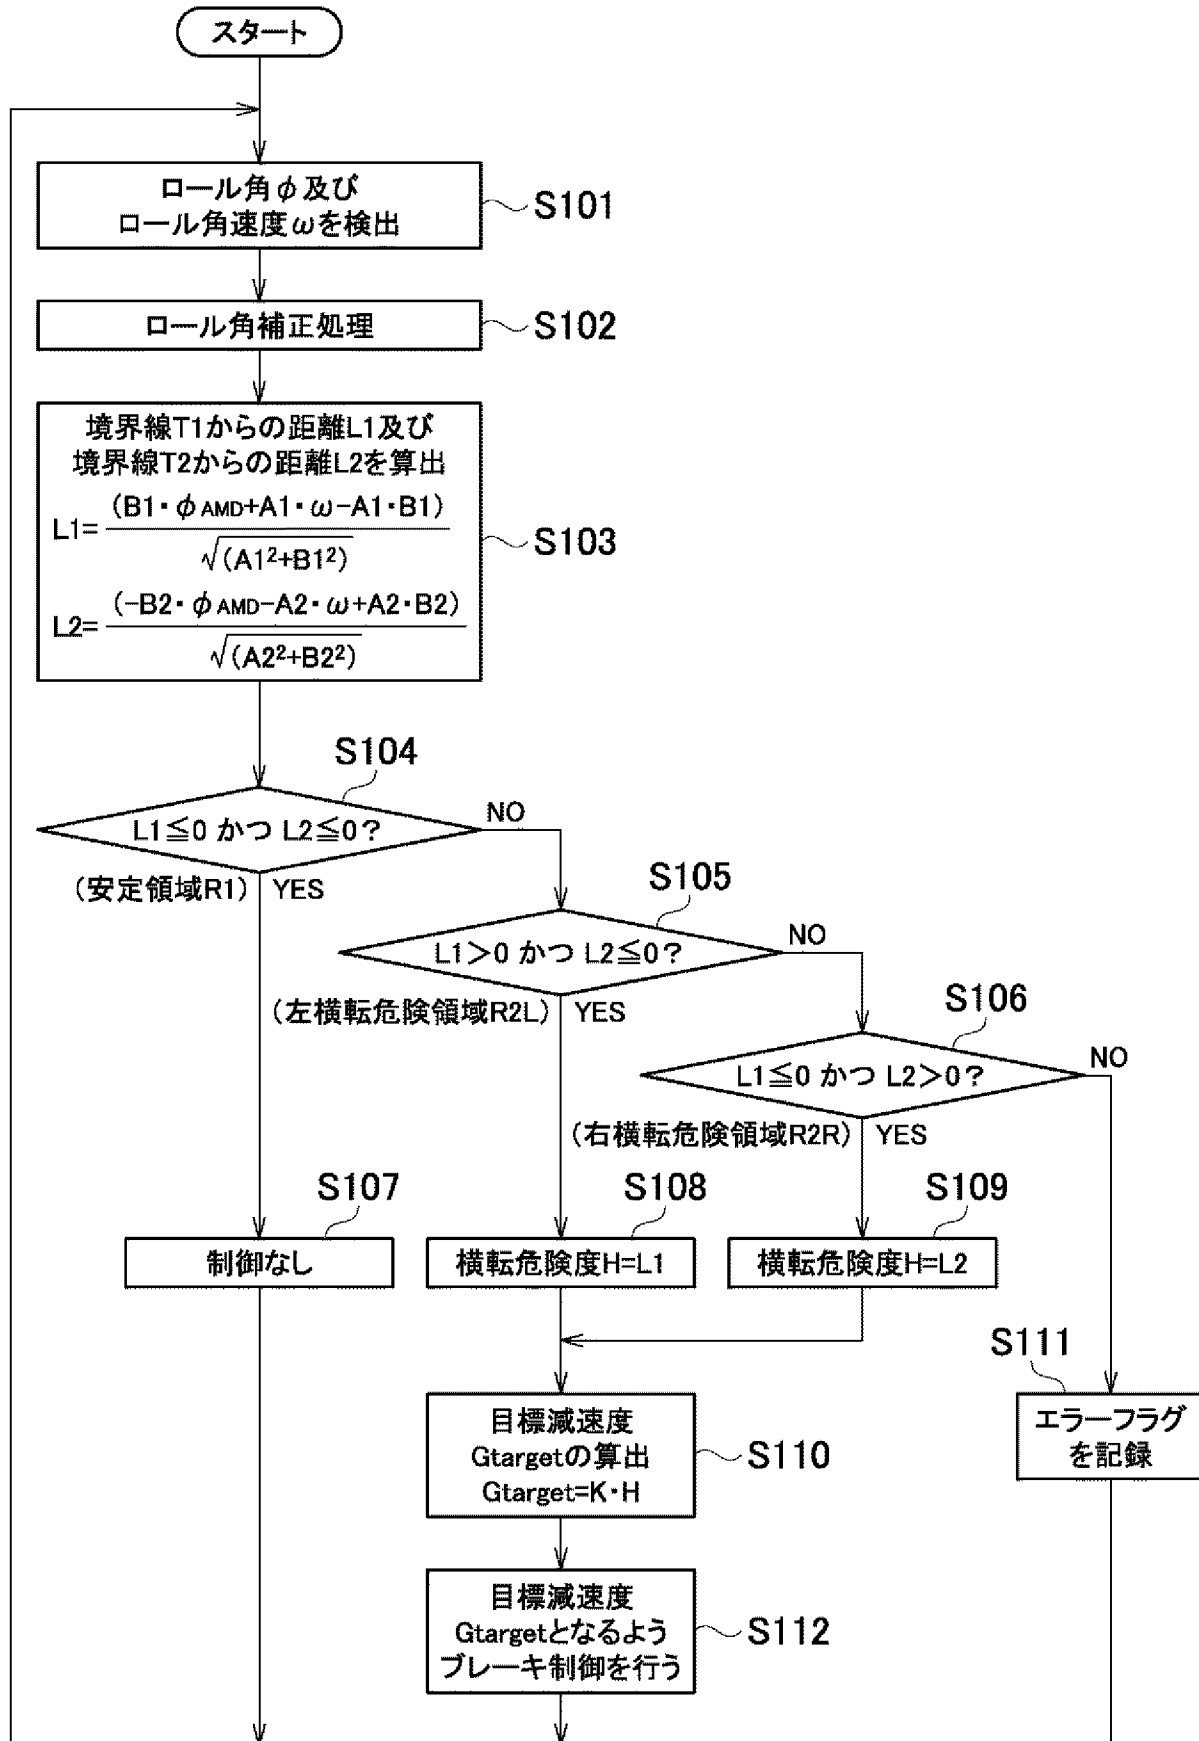 スタート
ロール角φ及び
ロール角速度ωを検出
S101
ロール角補正処理
S102
境界線T1からの距離L1及び
境界線T2からの距離L2を算出
L1=(B1・φAMD+A1・ω-A1・B1)/√(A1²+B1²)
L2=(-B2・φAMD-A2・ω+A2・B2)/√(A2²+B2²)
S103
S104
L1≦0 かつ L2≦0?
NO
(安定領域R1) YES
S105
L1>0 かつ L2≦0?
NO
(左横転危険領域R2L) YES
S106
L1≦0 かつ L2>0?
NO
(右横転危険領域R2R) YES
S107
制御なし
S108
横転危険度H=L1
S109
横転危険度H=L2
S111
エラーフラグ
を記録
目標減速度
Gtargetの算出
Gtarget=K・H
S110
目標減速度
Gtargetとなるよう
ブレーキ制御を行う
S112